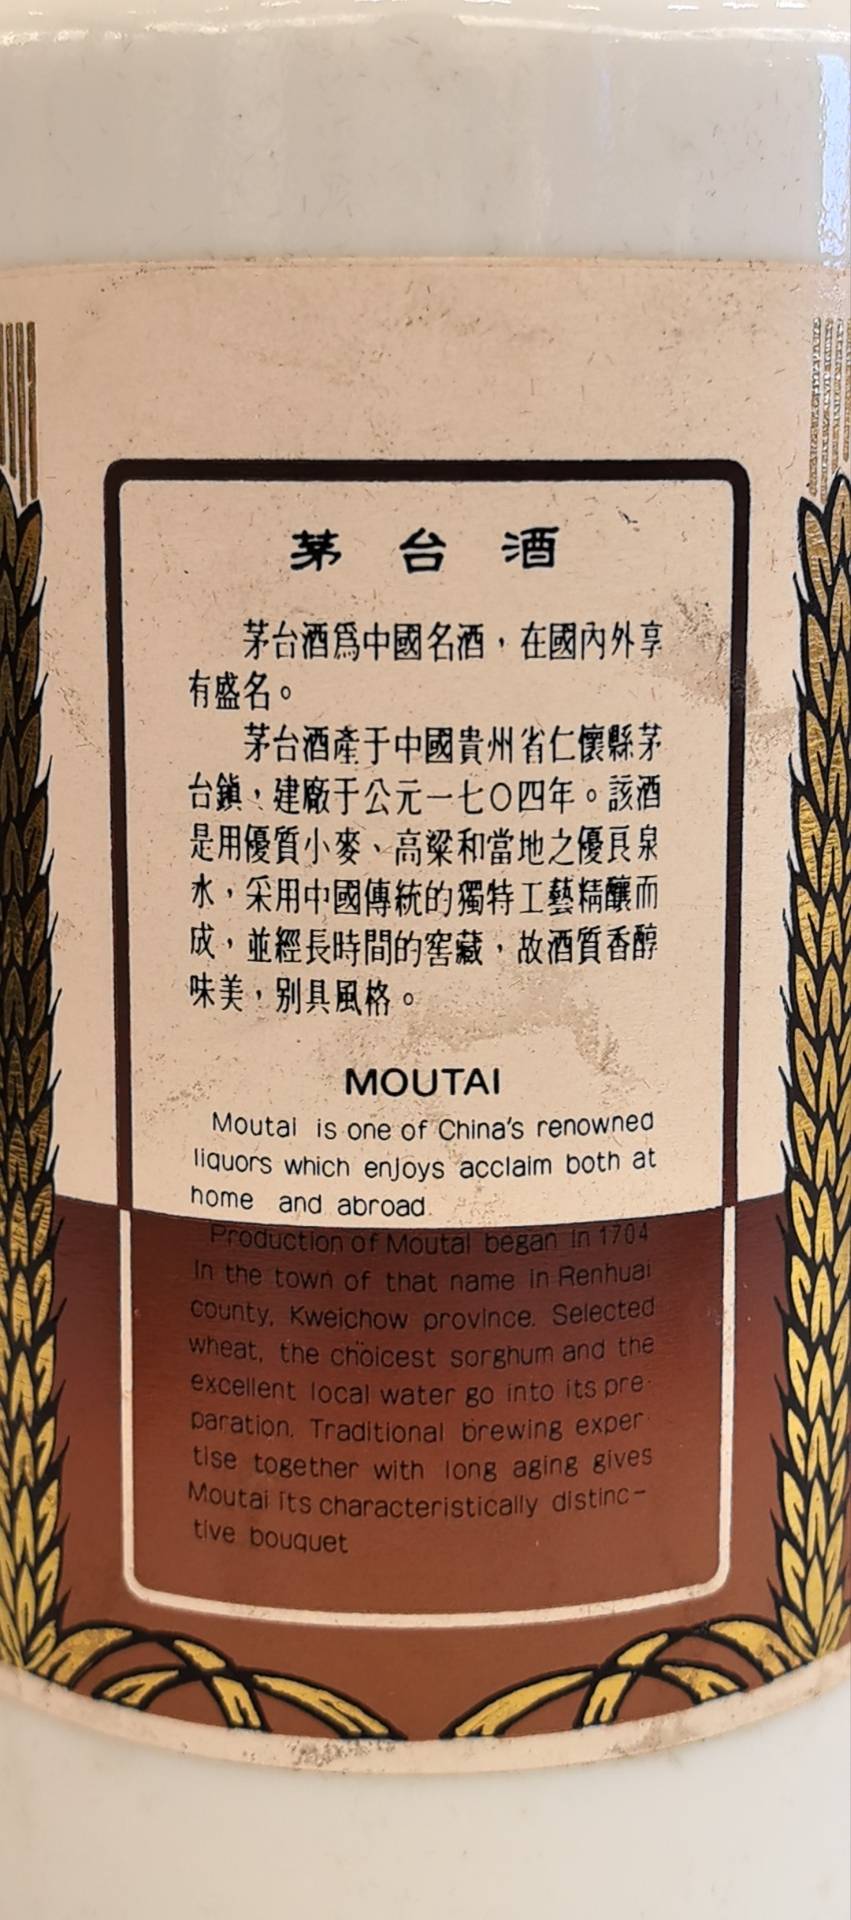 茅台酒
茅台酒爲中國名酒，在國內外享
有盛名。
茅台酒產于中國貴州省仁懷縣茅
台鎮，建廠于公元一七〇四年。該酒
是用優質小麥、高粱和當地之優良泉
水，采用中國傳統的獨特工藝精釀而
成，並經長時間的窖藏，故酒質香醇
味美，别具風格。
MOUTAI
Moutai is one of China's renowned
liquors which enjoys acclaim both at
home and abroad.
Production of Moutai began in 1704
in the town of that name in Renhuai
county, Kweichow province. Selected
wheat, the choicest sorghum and the
excellent local water go into its pre-
paration. Traditional brewing exper-
tise together with long aging gives
Moutai its characteristically distinc-
tive bouquet